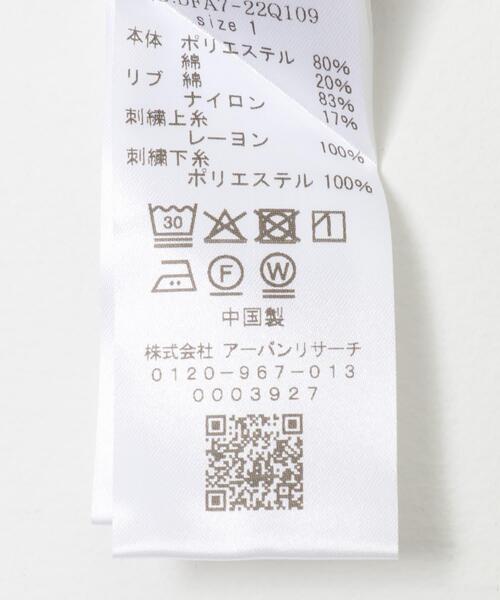 5FA7-22Q109
size 1
本体 ポリエステル 80%
綿 20%
リブ 綿 83%
ナイロン 17%
刺繍上糸
レーヨン 100%
刺繍下糸
ポリエステル 100%
30
F W
中国製
株式会社 アーバンリサーチ
0120-967-013
0003927